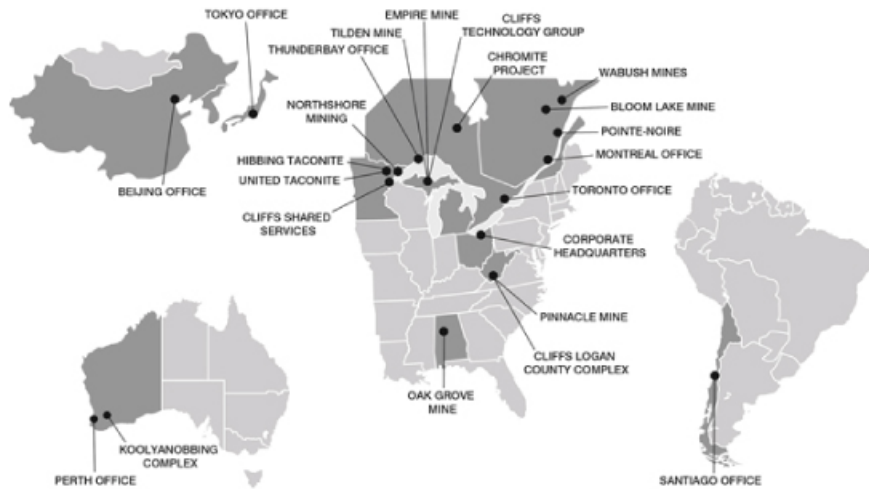 TOKYO OFFICE
BEIJING OFFICE
EMPIRE MINE
TILDEN MINE
THUNDERBAY OFFICE
CLIFFS
TECHNOLOGY GROUP
CHROMITE
PROJECT
NORTHSHORE
MINING
HIBBING TACONITE
UNITED TACONITE
CLIFFS SHARED
SERVICES
WABUSH MINES
BLOOM LAKE MINE
POINTE-NOIRE
MONTREAL OFFICE
TORONTO OFFICE
CORPORATE
HEADQUARTERS
PINNACLE MINE
CLIFFS LOGAN
COUNTY COMPLEX
OAK GROVE
MINE
KOOLYANOBBING
COMPLEX
PERTH OFFICE
SANTIAGO OFFICE